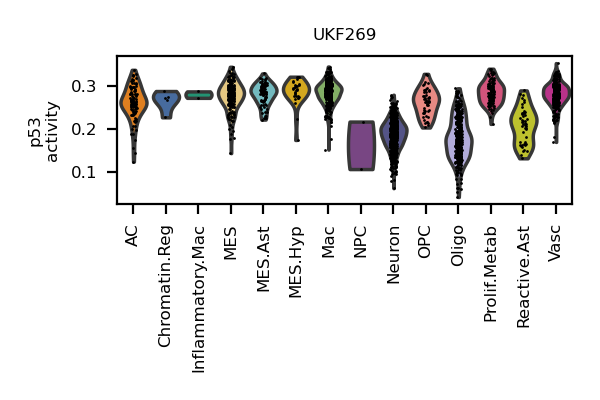 UKF269
p53
activity
0.3
0.2
0.1
AC
Chromatin.Reg
Inflammatory.Mac
MES
MES.Ast
MES.Hyp
Mac
NPC
Neuron
OPC
Oligo
Prolif.Metab
Reactive.Ast
Vasc